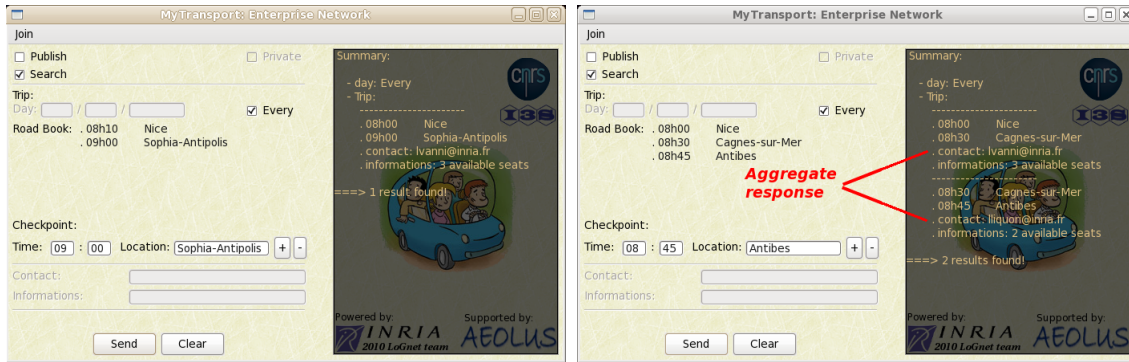 MyTransport: Enterprise Network
Join
Publish
Private
Search
Trip:
Day: / /
Every
Road Book: . 08h10 Nice
. 09h00 Sophia-Antipolis
Checkpoint:
Time: 09 : 00 Location: Sophia-Antipolis + -
Contact:
Informations:
Send Clear
Summary:
- day: Every
- Trip:
----------------------
. 08h00 Nice
. 09h00 Sophia-Antipolis
. contact: lvanni@inria.fr
. informations: 3 available seats
===> 1 result found!
cnrs
I3S
Powered by:
INRIA
2010 LoGnet team
Supported by:
AEOLUS
MyTransport: Enterprise Network
Join
Publish
Private
Search
Trip:
Day: / /
Every
Road Book: . 08h00 Nice
. 08h30 Cagnes-sur-Mer
. 08h45 Antibes
Aggregate
response
Checkpoint:
Time: 08 : 45 Location: Antibes + -
Contact:
Informations:
Send Clear
Summary:
- day: Every
- Trip:
----------------------
. 08h00 Nice
. 08h30 Cagnes-sur-Mer
. contact: lvanni@inria.fr
. informations: 3 available seats
----------------------
. 08h30 Cagnes-sur-Mer
. 08h45 Antibes
. contact: lliquori@inria.fr
. informations: 2 available seats
===> 2 results found!
cnrs
I3S
Powered by:
INRIA
2010 LoGnet team
Supported by:
AEOLUS